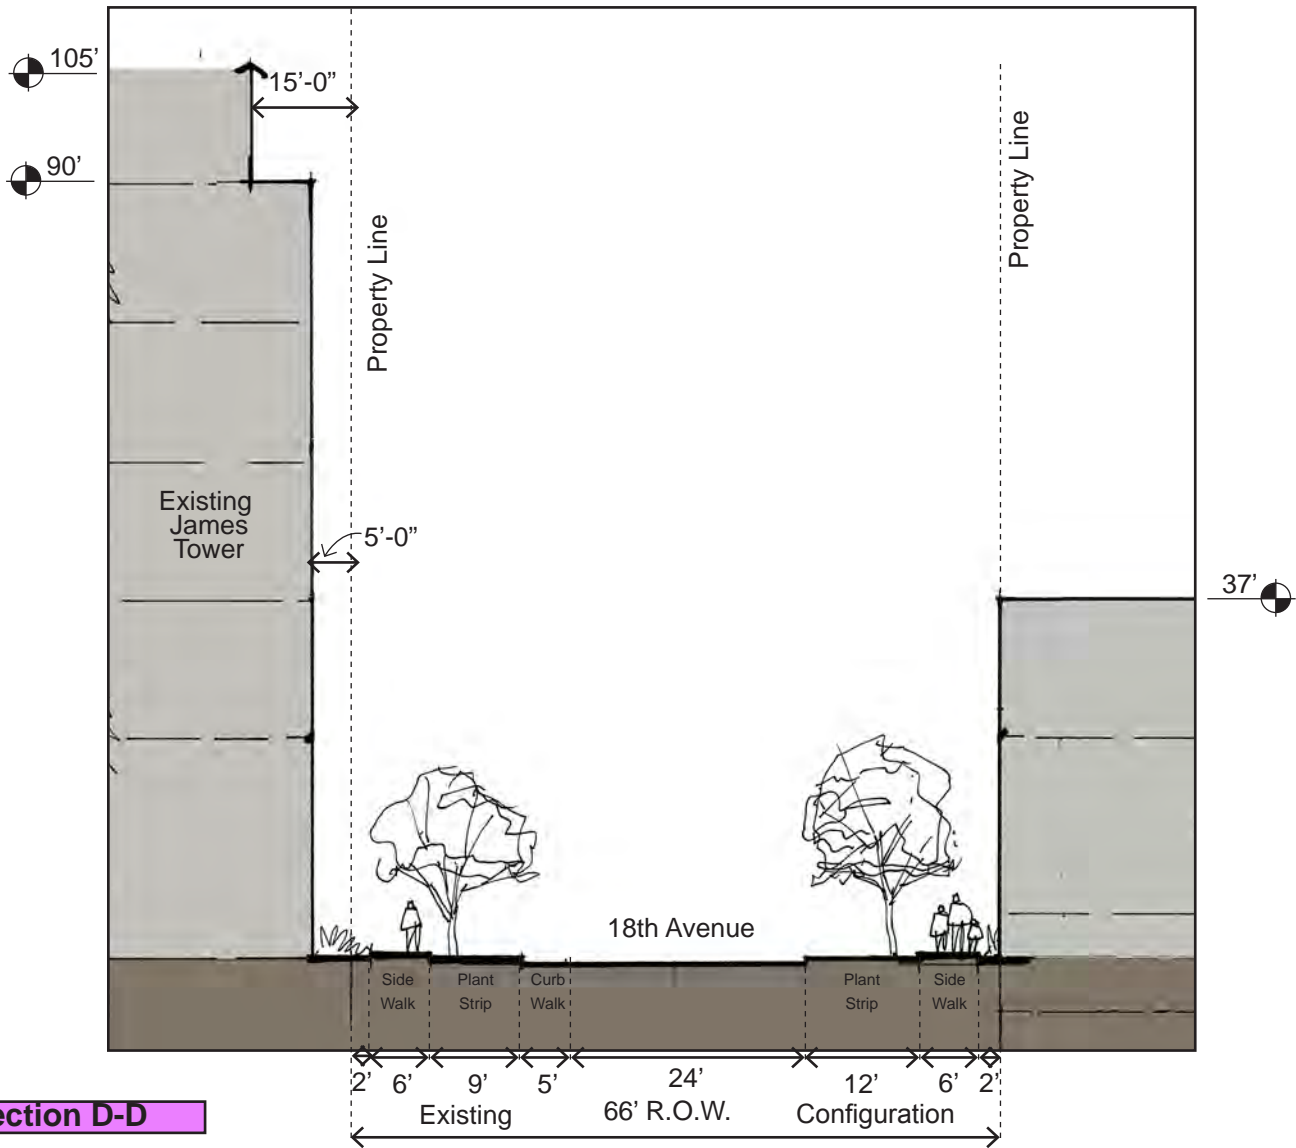 105’
15’-0”
90’
Property Line
Property Line
Existing
James
Tower
5’-0”
37’
18th Avenue
Side
Walk
Plant
Strip
Curb
Walk
Plant
Strip
Side
Walk
2’ 6’ 9’ 5’ 24’ 12’ 6’ 2’
Existing 66’ R.O.W. Configuration
ection D-D